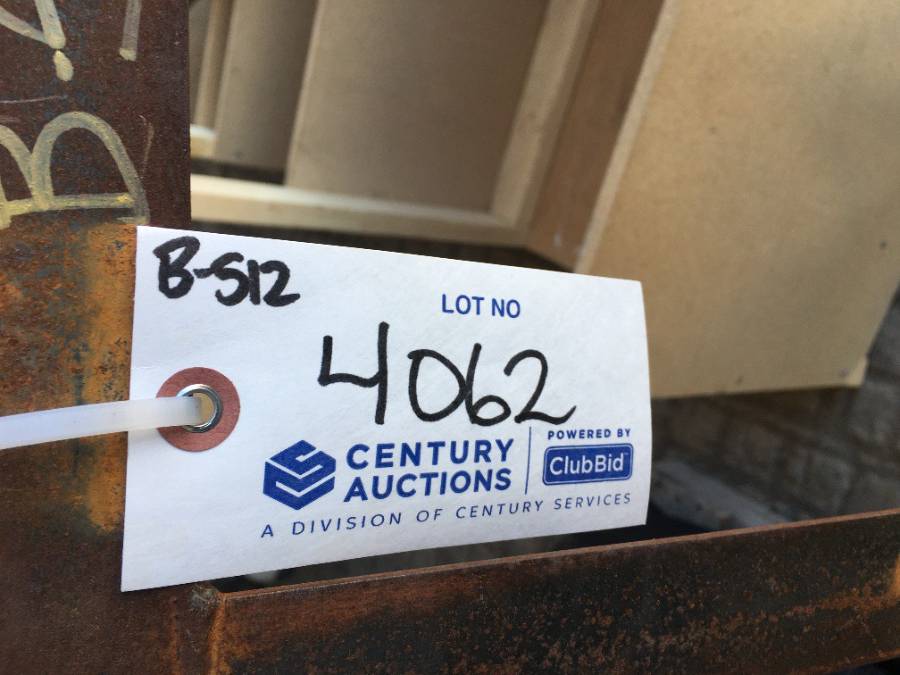 B
B-512
LOT NO
4062
CENTURY
AUCTIONS
POWERED BY
ClubBid
A DIVISION OF CENTURY SERVICES